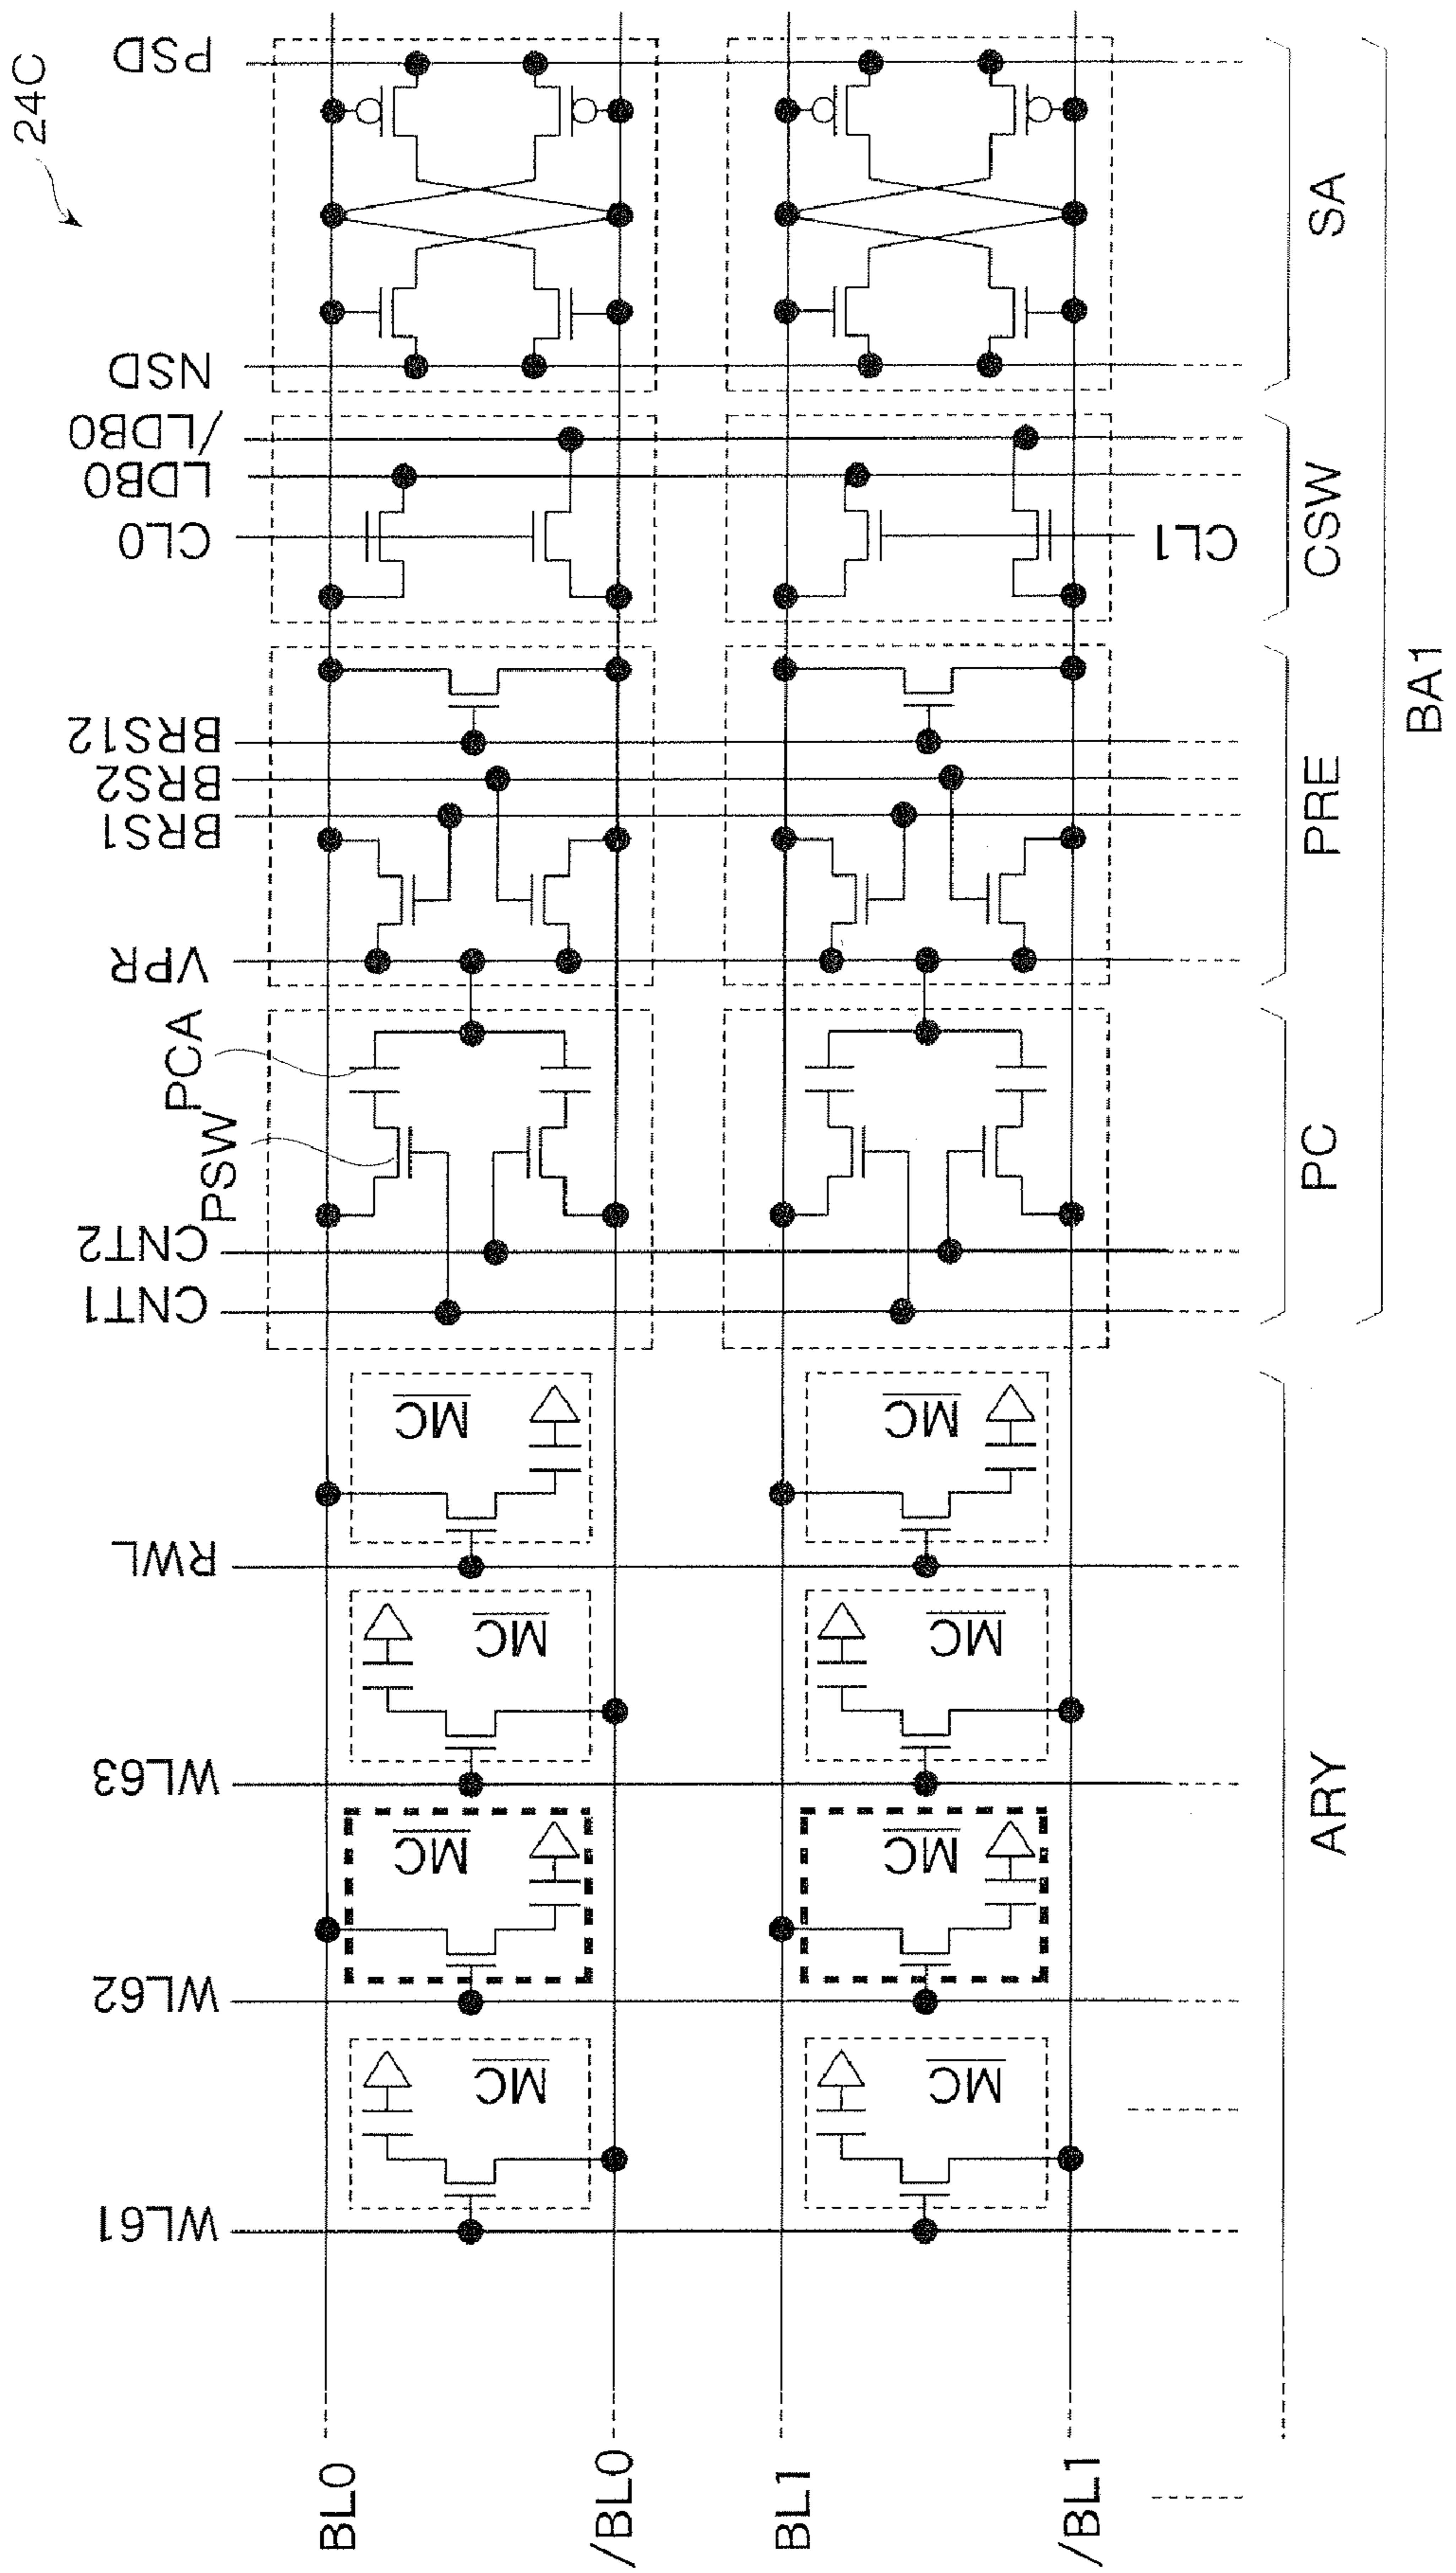 24C
PSD
NSD
/LDB0
LDB0
CL0
CL1
BRS12
BRS2
BRS1
VPR
PCA
PSW
CNT2
CNT1
RWL
WL63
WL62
WL61
MC
MC
MC
MC
MC
MC
MC
MC
BL0
/BL0
BL1
/BL1
SA
CSW
PRE
PC
BA1
ARY